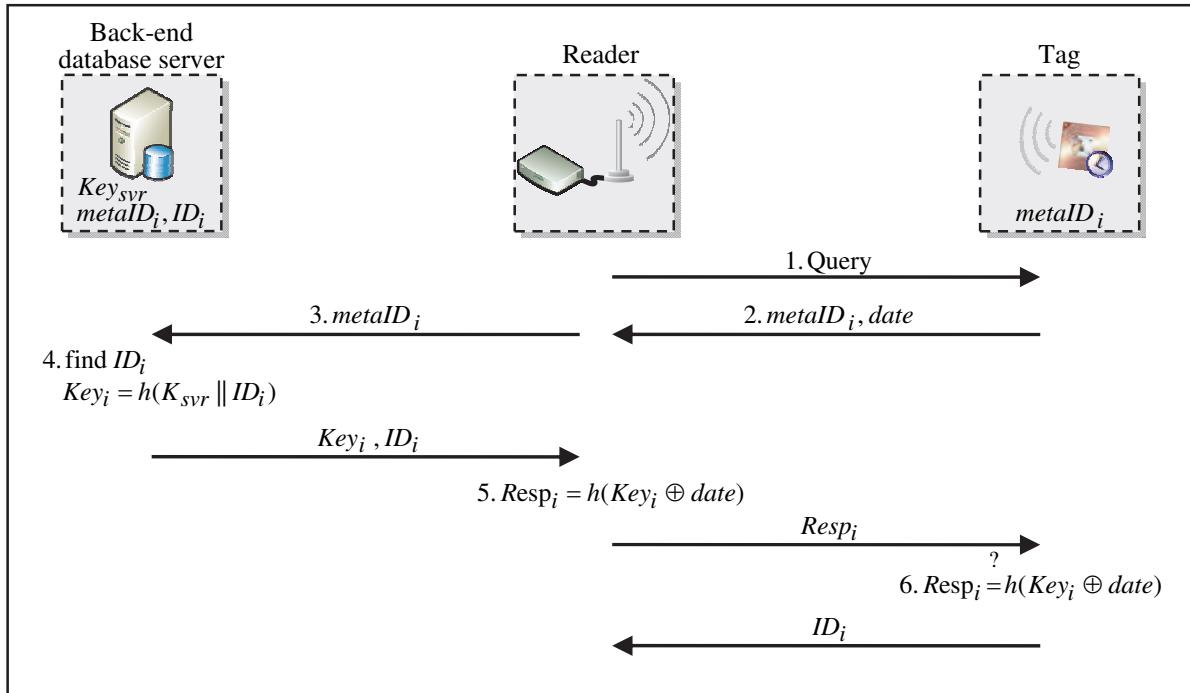 Back-end
database server
Reader
Tag
Key_svr
metaID_i, ID_i
metaID_i
1. Query
3. metaID_i
2. metaID_i, date
4. find ID_i
Key_i = h(K_svr || ID_i)
Key_i , ID_i
5. Resp_i = h(Key_i ⊕ date)
Resp_i
?
6. Resp_i = h(Key_i ⊕ date)
ID_i